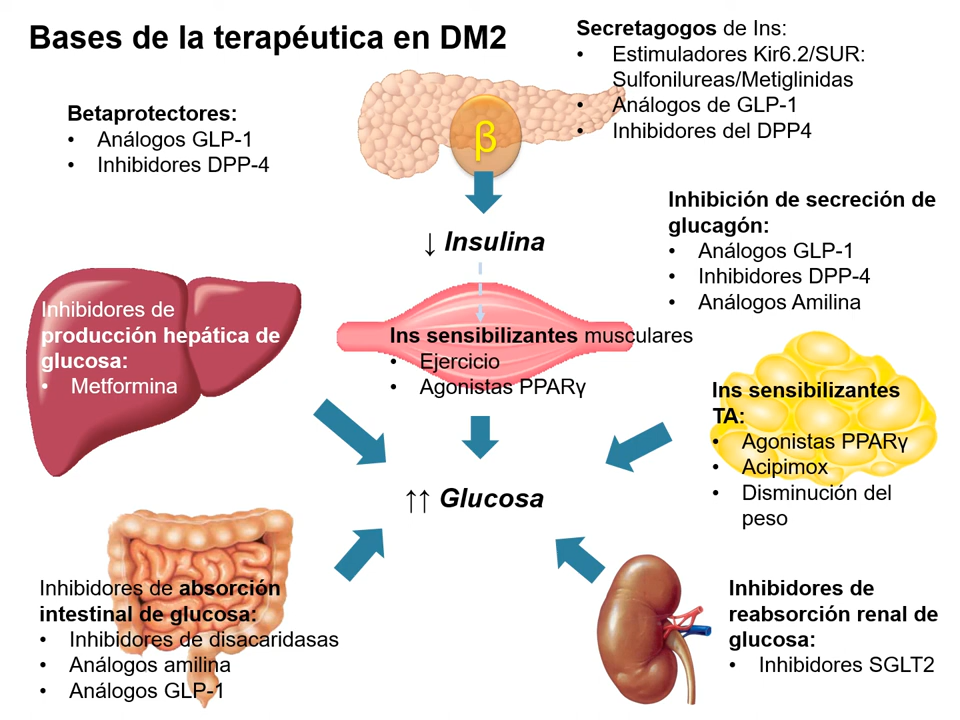 Bases de la terapéutica en DM2
Secretagogos de Ins:
• Estimuladores Kir6.2/SUR:
Sulfonilureas/Metiglinidas
• Análogos de GLP-1
• Inhibidores del DPP4
Betaprotectores:
• Análogos GLP-1
• Inhibidores DPP-4
β
↓ Insulina
Inhibición de secreción de
glucagón:
• Análogos GLP-1
• Inhibidores DPP-4
• Análogos Amilina
Inhibidores de
producción hepática de
glucosa:
• Metformina
Ins sensibilizantes musculares
• Ejercicio
• Agonistas PPARγ
Ins sensibilizantes
TA:
• Agonistas PPARγ
• Acipimox
• Disminución del
peso
↑↑ Glucosa
Inhibidores de absorción
intestinal de glucosa:
• Inhibidores de disacaridasas
• Análogos amilina
• Análogos GLP-1
Inhibidores de
reabsorción renal de
glucosa:
• Inhibidores SGLT2